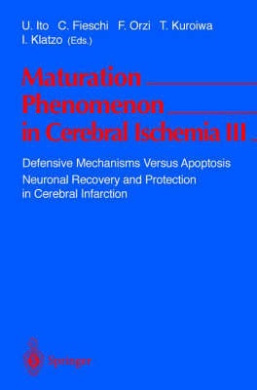 U. Ito C. Fieschi F. Orzi T. Kuroiwa
I. Klatzo (Eds.)
Maturation
Phenomenon
in Cerebral Ischemia III
Defensive Mechanisms Versus Apoptosis
Neuronal Recovery and Protection
in Cerebral Infarction
Springer